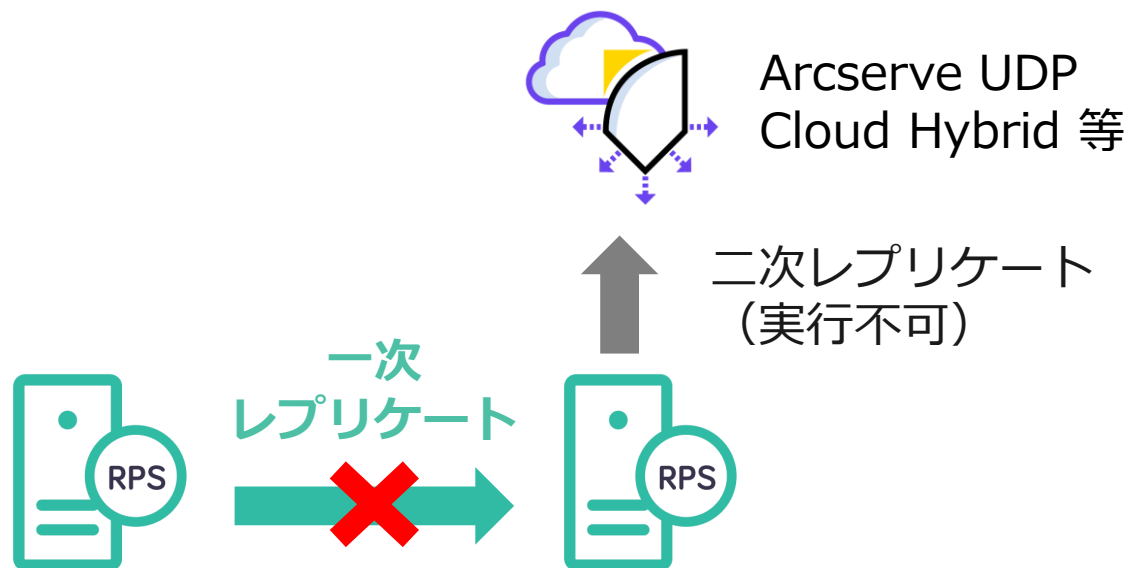 Arcserve UDP
Cloud Hybrid 等
二次レプリケート
（実行不可）
一次
レプリケート
RPS
RPS